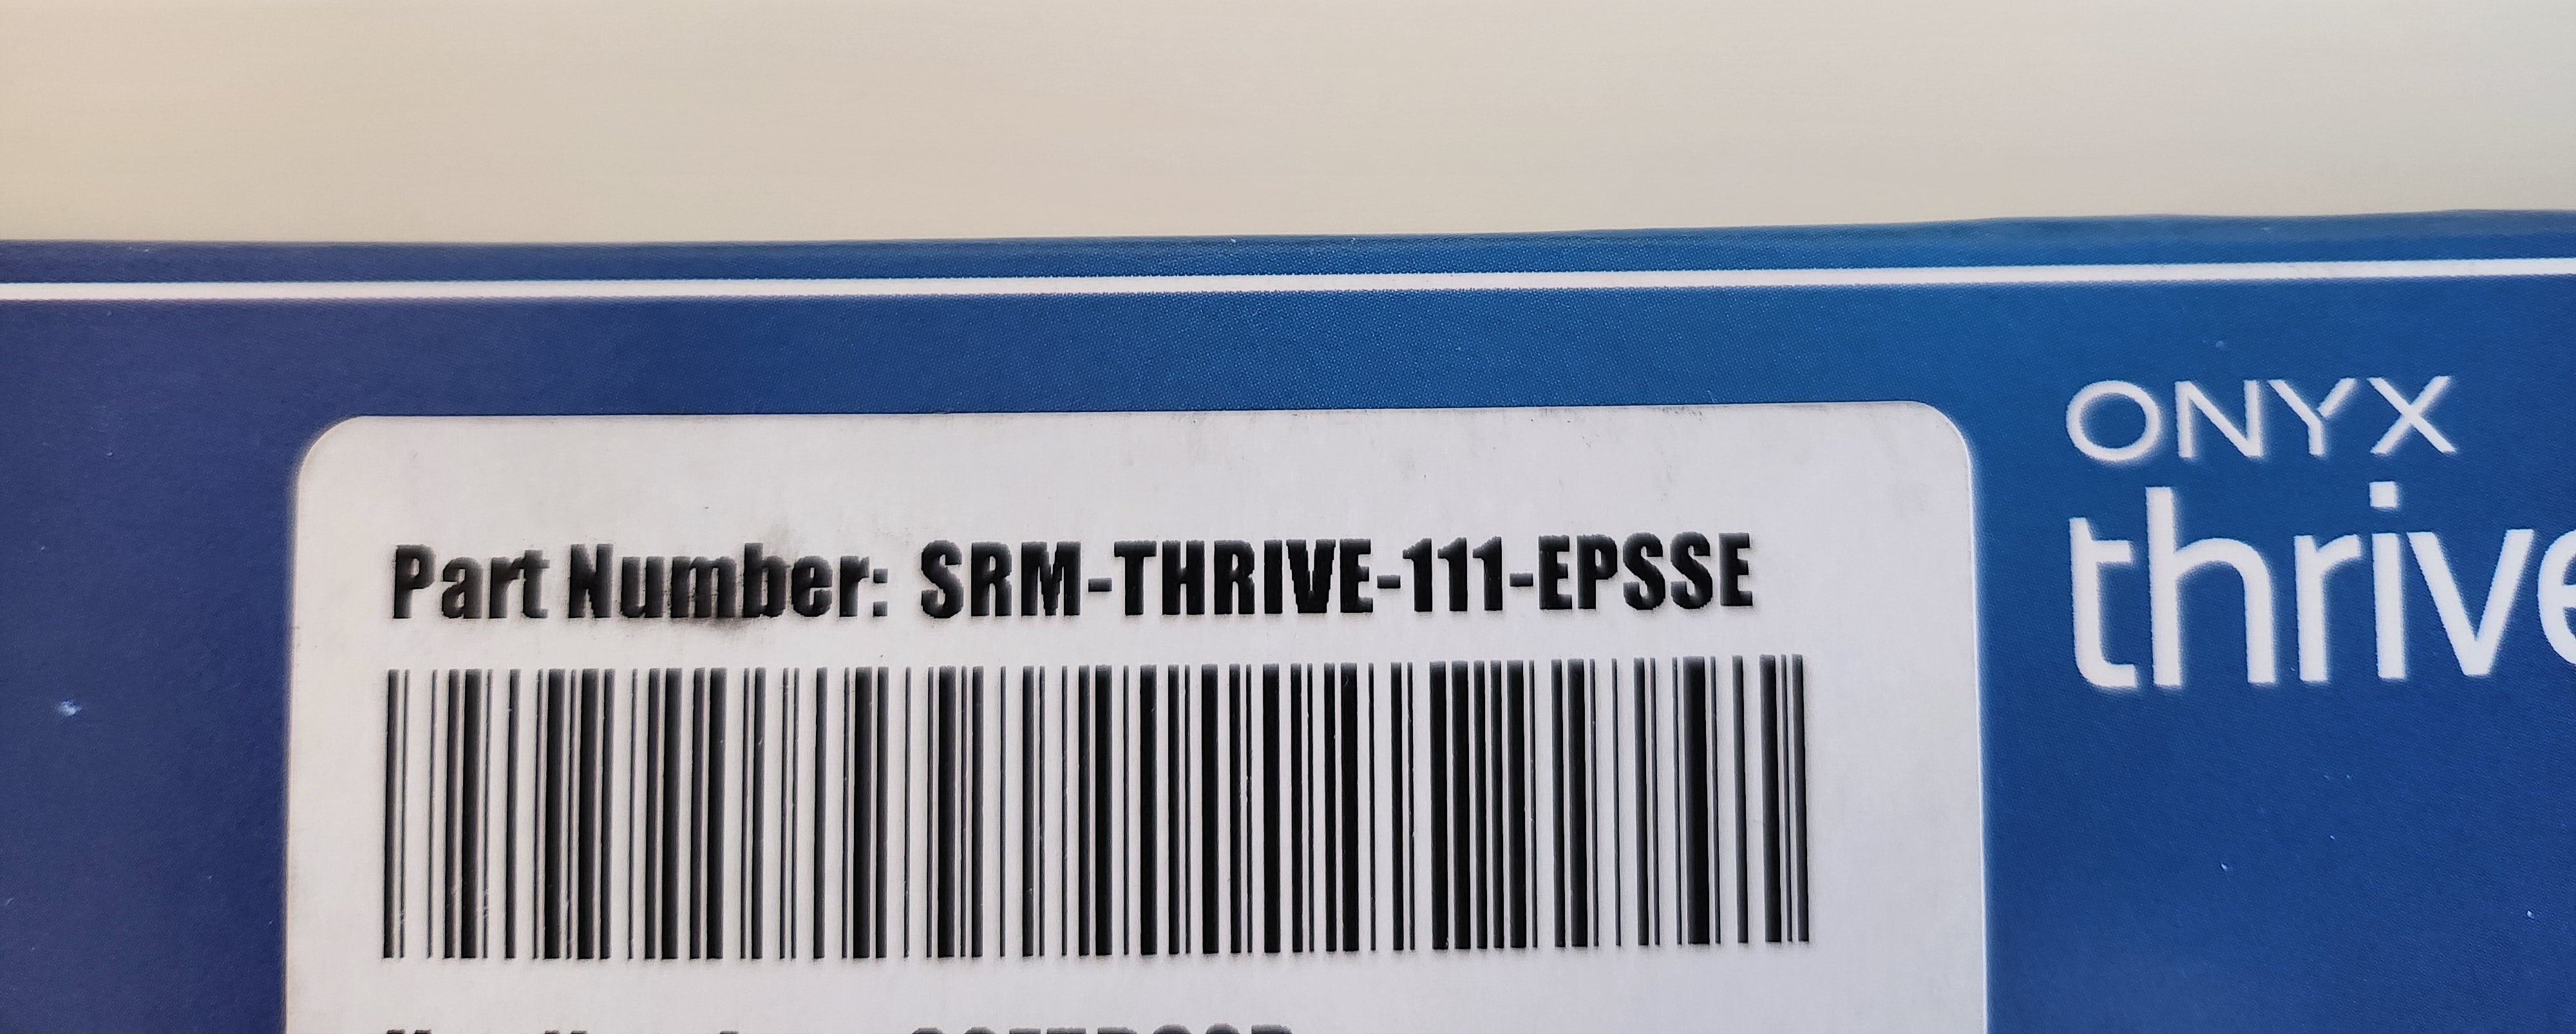 ONYX
thrive
Part Number: SRM-THRIVE-111-EPSSE